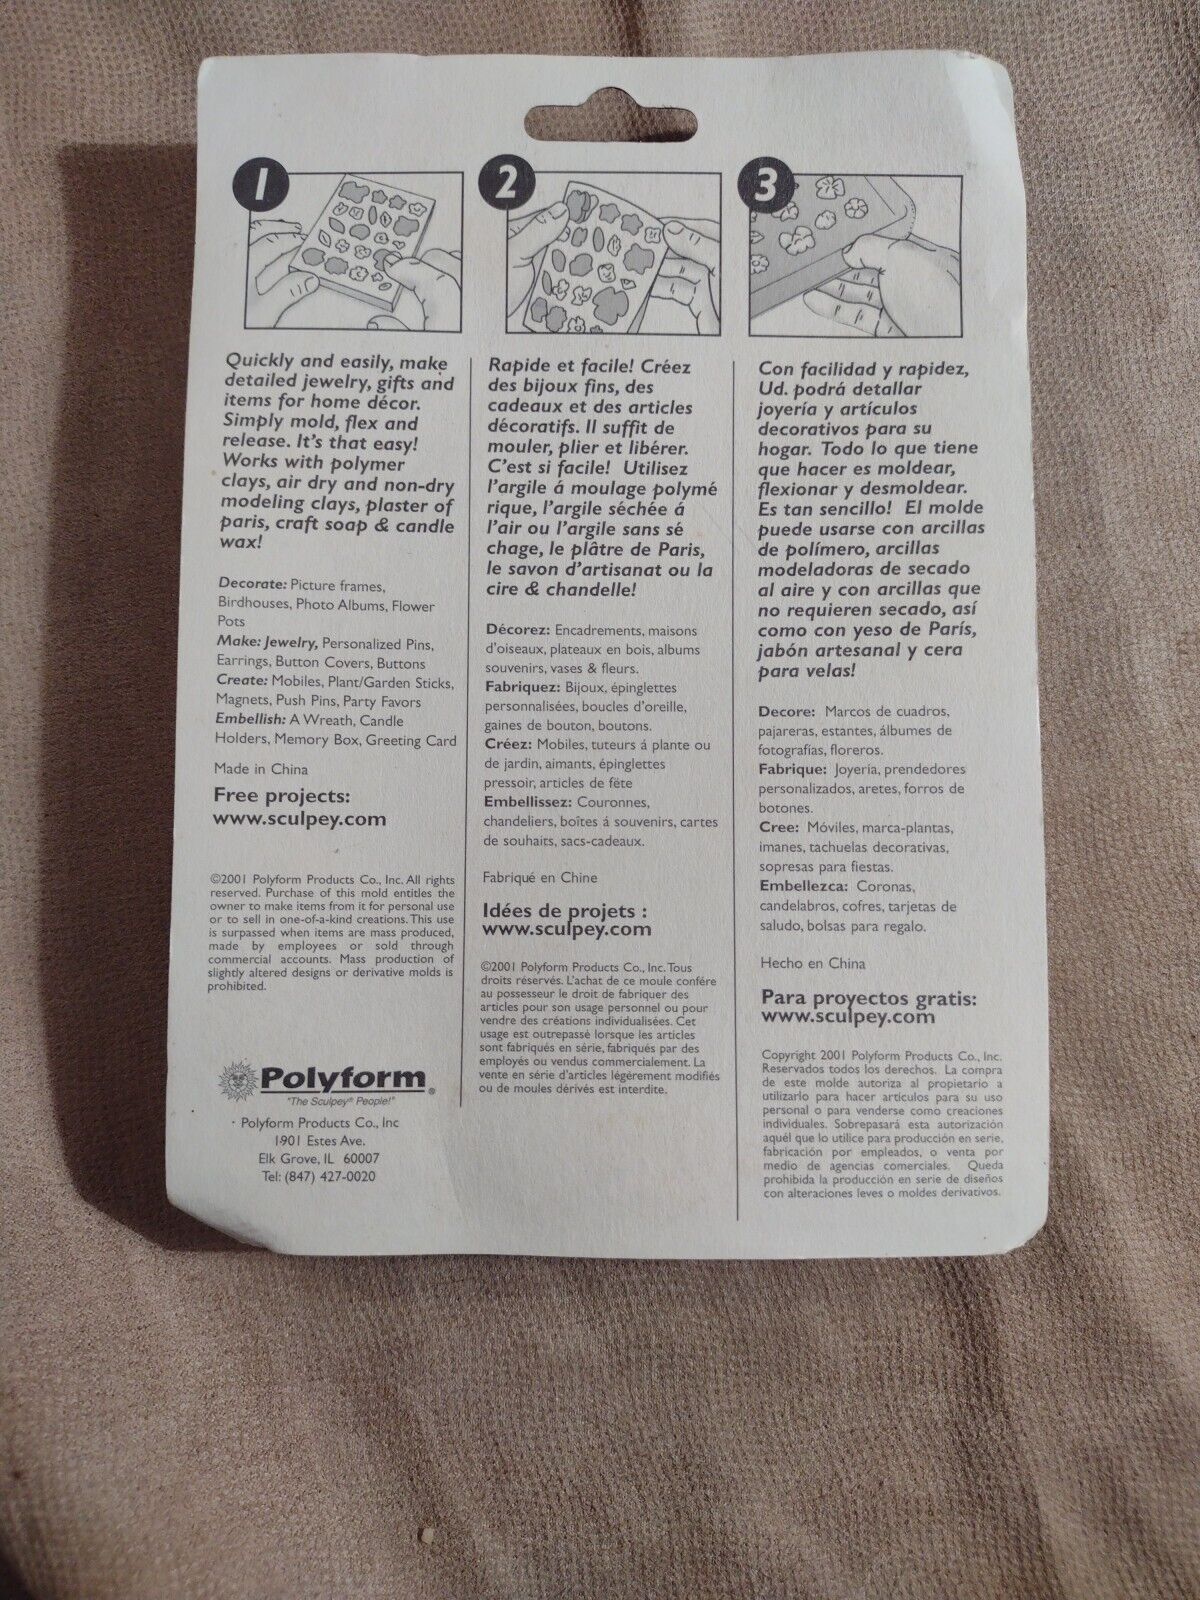 1
2
3
Quickly and easily, make
detailed jewelry, gifts and
items for home décor.
Simply mold, flex and
release. It's that easy!
Works with polymer
clays, air dry and non-dry
modeling clays, plaster of
paris, craft soap & candle
wax!
Decorate: Picture frames,
Birdhouses, Photo Albums, Flower
Pots
Make: Jewelry, Personalized Pins,
Earrings, Button Covers, Buttons
Create: Mobiles, Plant/Garden Sticks,
Magnets, Push Pins, Party Favors
Embellish: A Wreath, Candle
Holders, Memory Box, Greeting Card
Made in China
Free projects:
www.sculpey.com
©2001 Polyform Products Co., Inc. All rights
reserved. Purchase of this mold entitles the
owner to make items from it for personal use
or to sell in one-of-a-kind creations. This use
is surpassed when items are mass produced,
made by employees or sold through
commercial accounts. Mass production of
slightly altered designs or derivative molds is
prohibited.
Polyform®
"The Sculpey® People!"
Polyform Products Co., Inc
1901 Estes Ave.
Elk Grove, IL 60007
Tel: (847) 427-0020
Rapide et facile! Créez
des bijoux fins, des
cadeaux et des articles
décoratifs. Il suffit de
mouler, plier et libérer.
C'est si facile! Utilisez
l'argile á moulage polymé
rique, l'argile séchée á
l'air ou l'argile sans sé
chage, le plâtre de Paris,
le savon d'artisanat ou la
cire & chandelle!
Décorez: Encadrements, maisons
d'oiseaux, plateaux en bois, albums
souvenirs, vases & fleurs.
Fabriquez: Bijoux, épinglettes
personnalisées, boucles d'oreille,
gaines de bouton, boutons.
Créez: Mobiles, tuteurs á plante ou
de jardin, aimants, épinglettes
pressoir, articles de fëte
Embellissez: Couronnes,
chandeliers, boîtes á souvenirs, cartes
de souhaits, sacs-cadeaux.
Fabriqué en Chine
Idées de projets :
www.sculpey.com
©2001 Polyform Products Co., Inc. Tous
droits réservés. L'achat de ce moule confére
au possesseur le droit de fabriquer des
articles pour son usage personnel ou pour
vendre des créations individualisées. Cet
usage est outrepassé lorsque les articles
sont fabriqués en série, fabriqués par des
employés ou vendus commercialement. La
vente en série d'articles légérement modifiés
ou de moules dérivés est interdite.
Con facilidad y rapidez,
Ud. podrá detallar
joyería y artículos
decorativos para su
hogar. Todo lo que tiene
que hacer es moldear,
flexionar y desmoldear.
Es tan sencillo! El molde
puede usarse con arcillas
de polímero, arcillas
modeladoras de secado
al aire y con arcillas que
no requieren secado, así
como con yeso de París,
jabón artesanal y cera
para velas!
Decore: Marcos de cuadros,
pajareras, estantes, álbumes de
fotografías, floreros.
Fabrique: Joyería, prendedores
personalizados, aretes, forros de
botones.
Cree: Móviles, marca-plantas,
imanes, tachuelas decorativas,
sopresas para fiestas.
Embellezca: Coronas,
candelabros, cofres, tarjetas de
saludo, bolsas para regalo.
Hecho en China
Para proyectos gratis:
www.sculpey.com
Copyright 2001 Polyform Products Co., Inc.
Reservados todos los derechos. La compra
de este molde autoriza al propietario a
utilizarlo para hacer articulos para su uso
personal o para venderse como creaciones
individuales. Sobrepasará esta autorización
aquél que lo utilice para producción en serie,
fabricación por empleados, o venta por
medio de agencias comerciales. Queda
prohibida la producción en serie de diseños
con alteraciones leves o moldes derivativos.